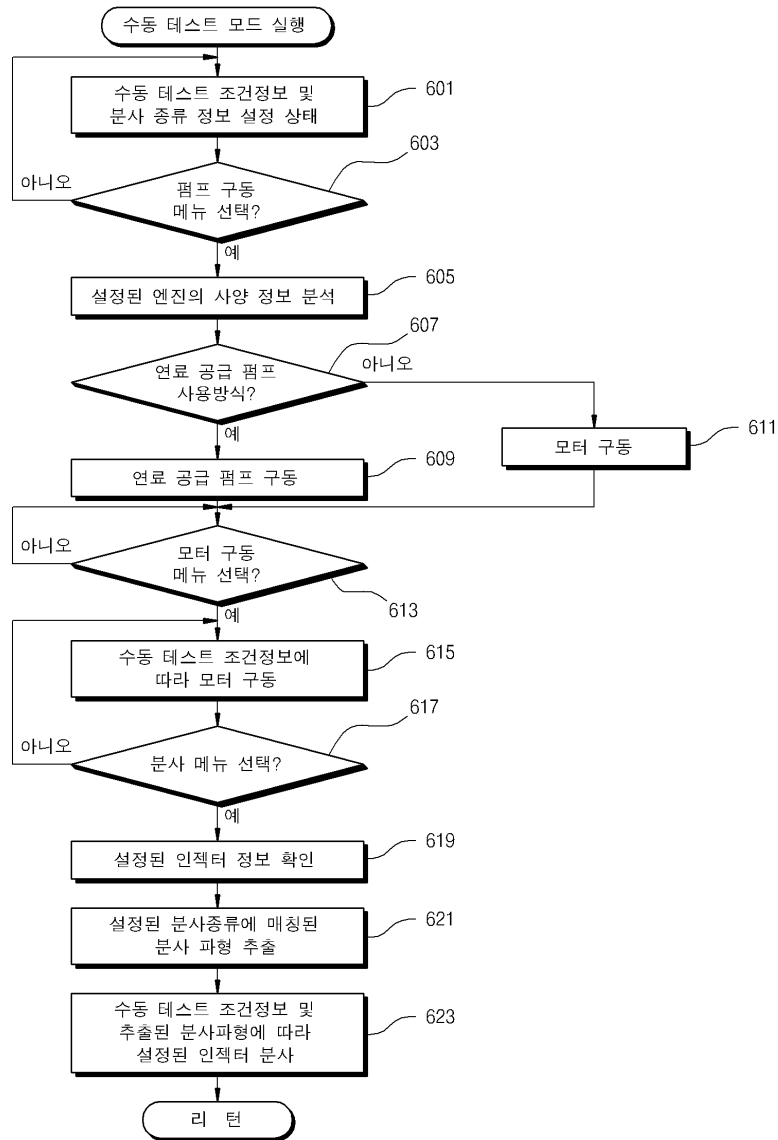 수동 테스트 모드 실행
수동 테스트 조건정보 및
분사 종류 정보 설정 상태
601
603
아니오
펌프 구동
메뉴 선택?
예
605
설정된 엔진의 사양 정보 분석
607
아니오
연료 공급 펌프
사용방식?
예
611
모터 구동
609
연료 공급 펌프 구동
아니오
모터 구동
메뉴 선택?
613
예
수동 테스트 조건정보에
따라 모터 구동
615
617
아니오
분사 메뉴 선택?
예
설정된 인젝터 정보 확인
619
설정된 분사종류에 매칭된
분사 파형 추출
621
수동 테스트 조건정보 및
추출된 분사파형에 따라
설정된 인젝터 분사
623
리 턴